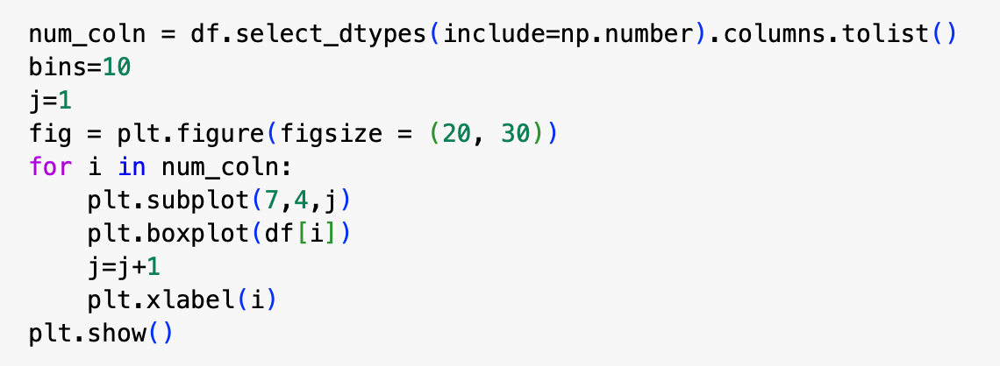 num_coln = df.select_dtypes(include=np.number).columns.tolist()
bins=10
j=1
fig = plt.figure(figsize = (20, 30))
for i in num_coln:
    plt.subplot(7,4,j)
    plt.boxplot(df[i])
    j=j+1
    plt.xlabel(i)
plt.show()